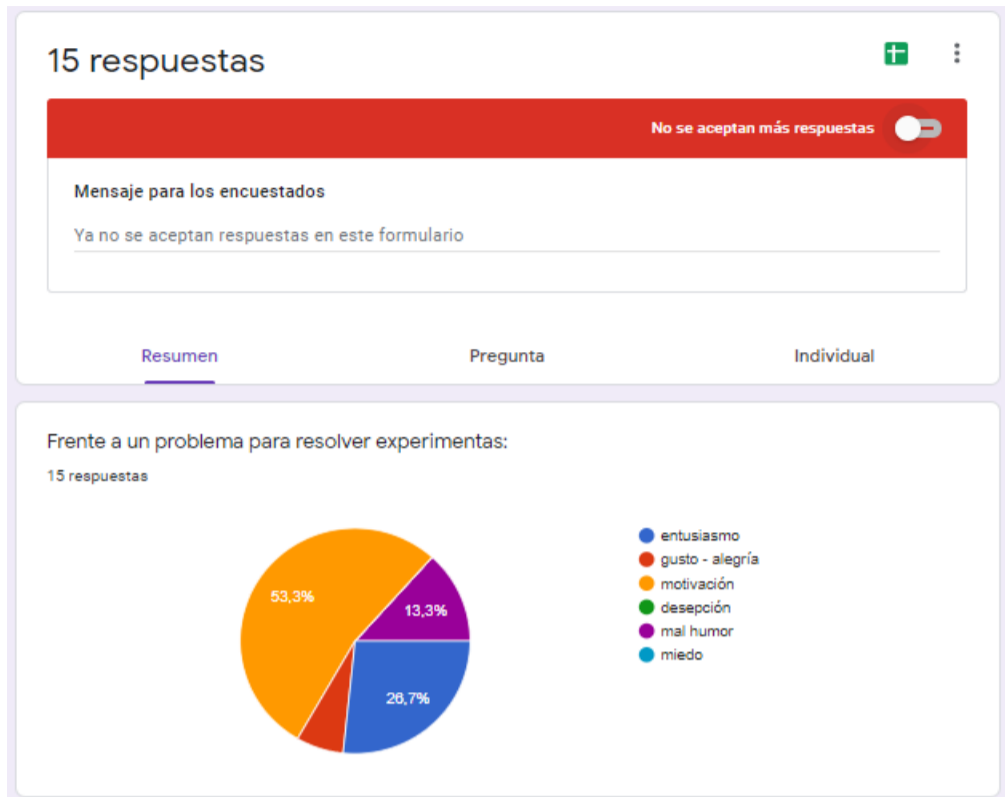 15 respuestas
No se aceptan más respuestas
Mensaje para los encuestados
Ya no se aceptan respuestas en este formulario
Resumen
Pregunta
Individual
Frente a un problema para resolver experimentas:
15 respuestas
53,3%
13,3%
26,7%
entusiasmo
gusto - alegría
motivación
desepción
mal humor
miedo